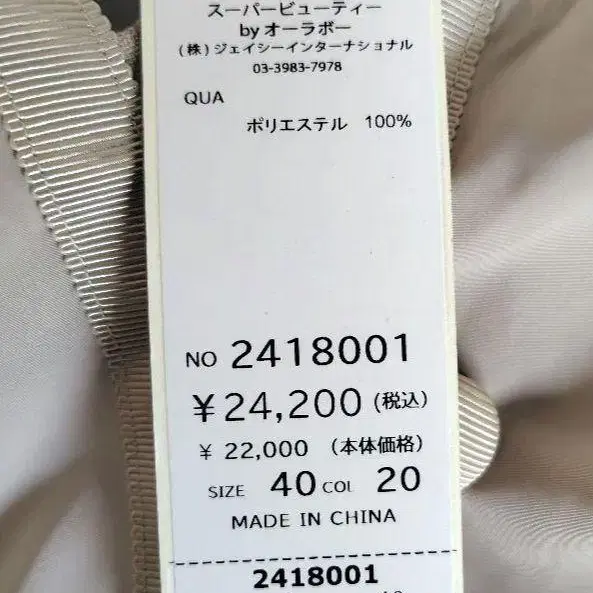 スーパービューティー
by オーラボー
(株)ジェイシーインターナショナル
03-3983-7978
QUA
ポリエステル 100%
NO 2418001
¥24,200 (税込)
¥ 22,000 (本体価格)
SIZE 40 COL 20
MADE IN CHINA
2418001